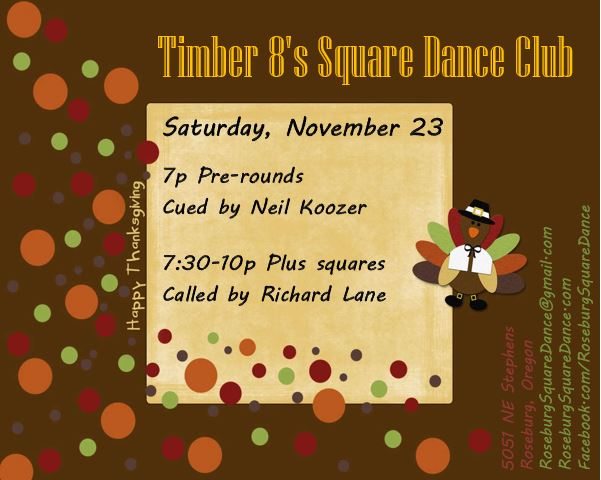 Timber 8's Square Dance Club
Saturday, November 23
7p Pre-rounds
Cued by Neil Koozer
7:30-10p Plus squares
Called by Richard Lane
Happy Thanksgiving
5051 NE Stephens
Roseburg, Oregon
RoseburgSquareDance@gmail.com
RoseburgSquareDance.com
Facebook.com/RoseburgSquareDance